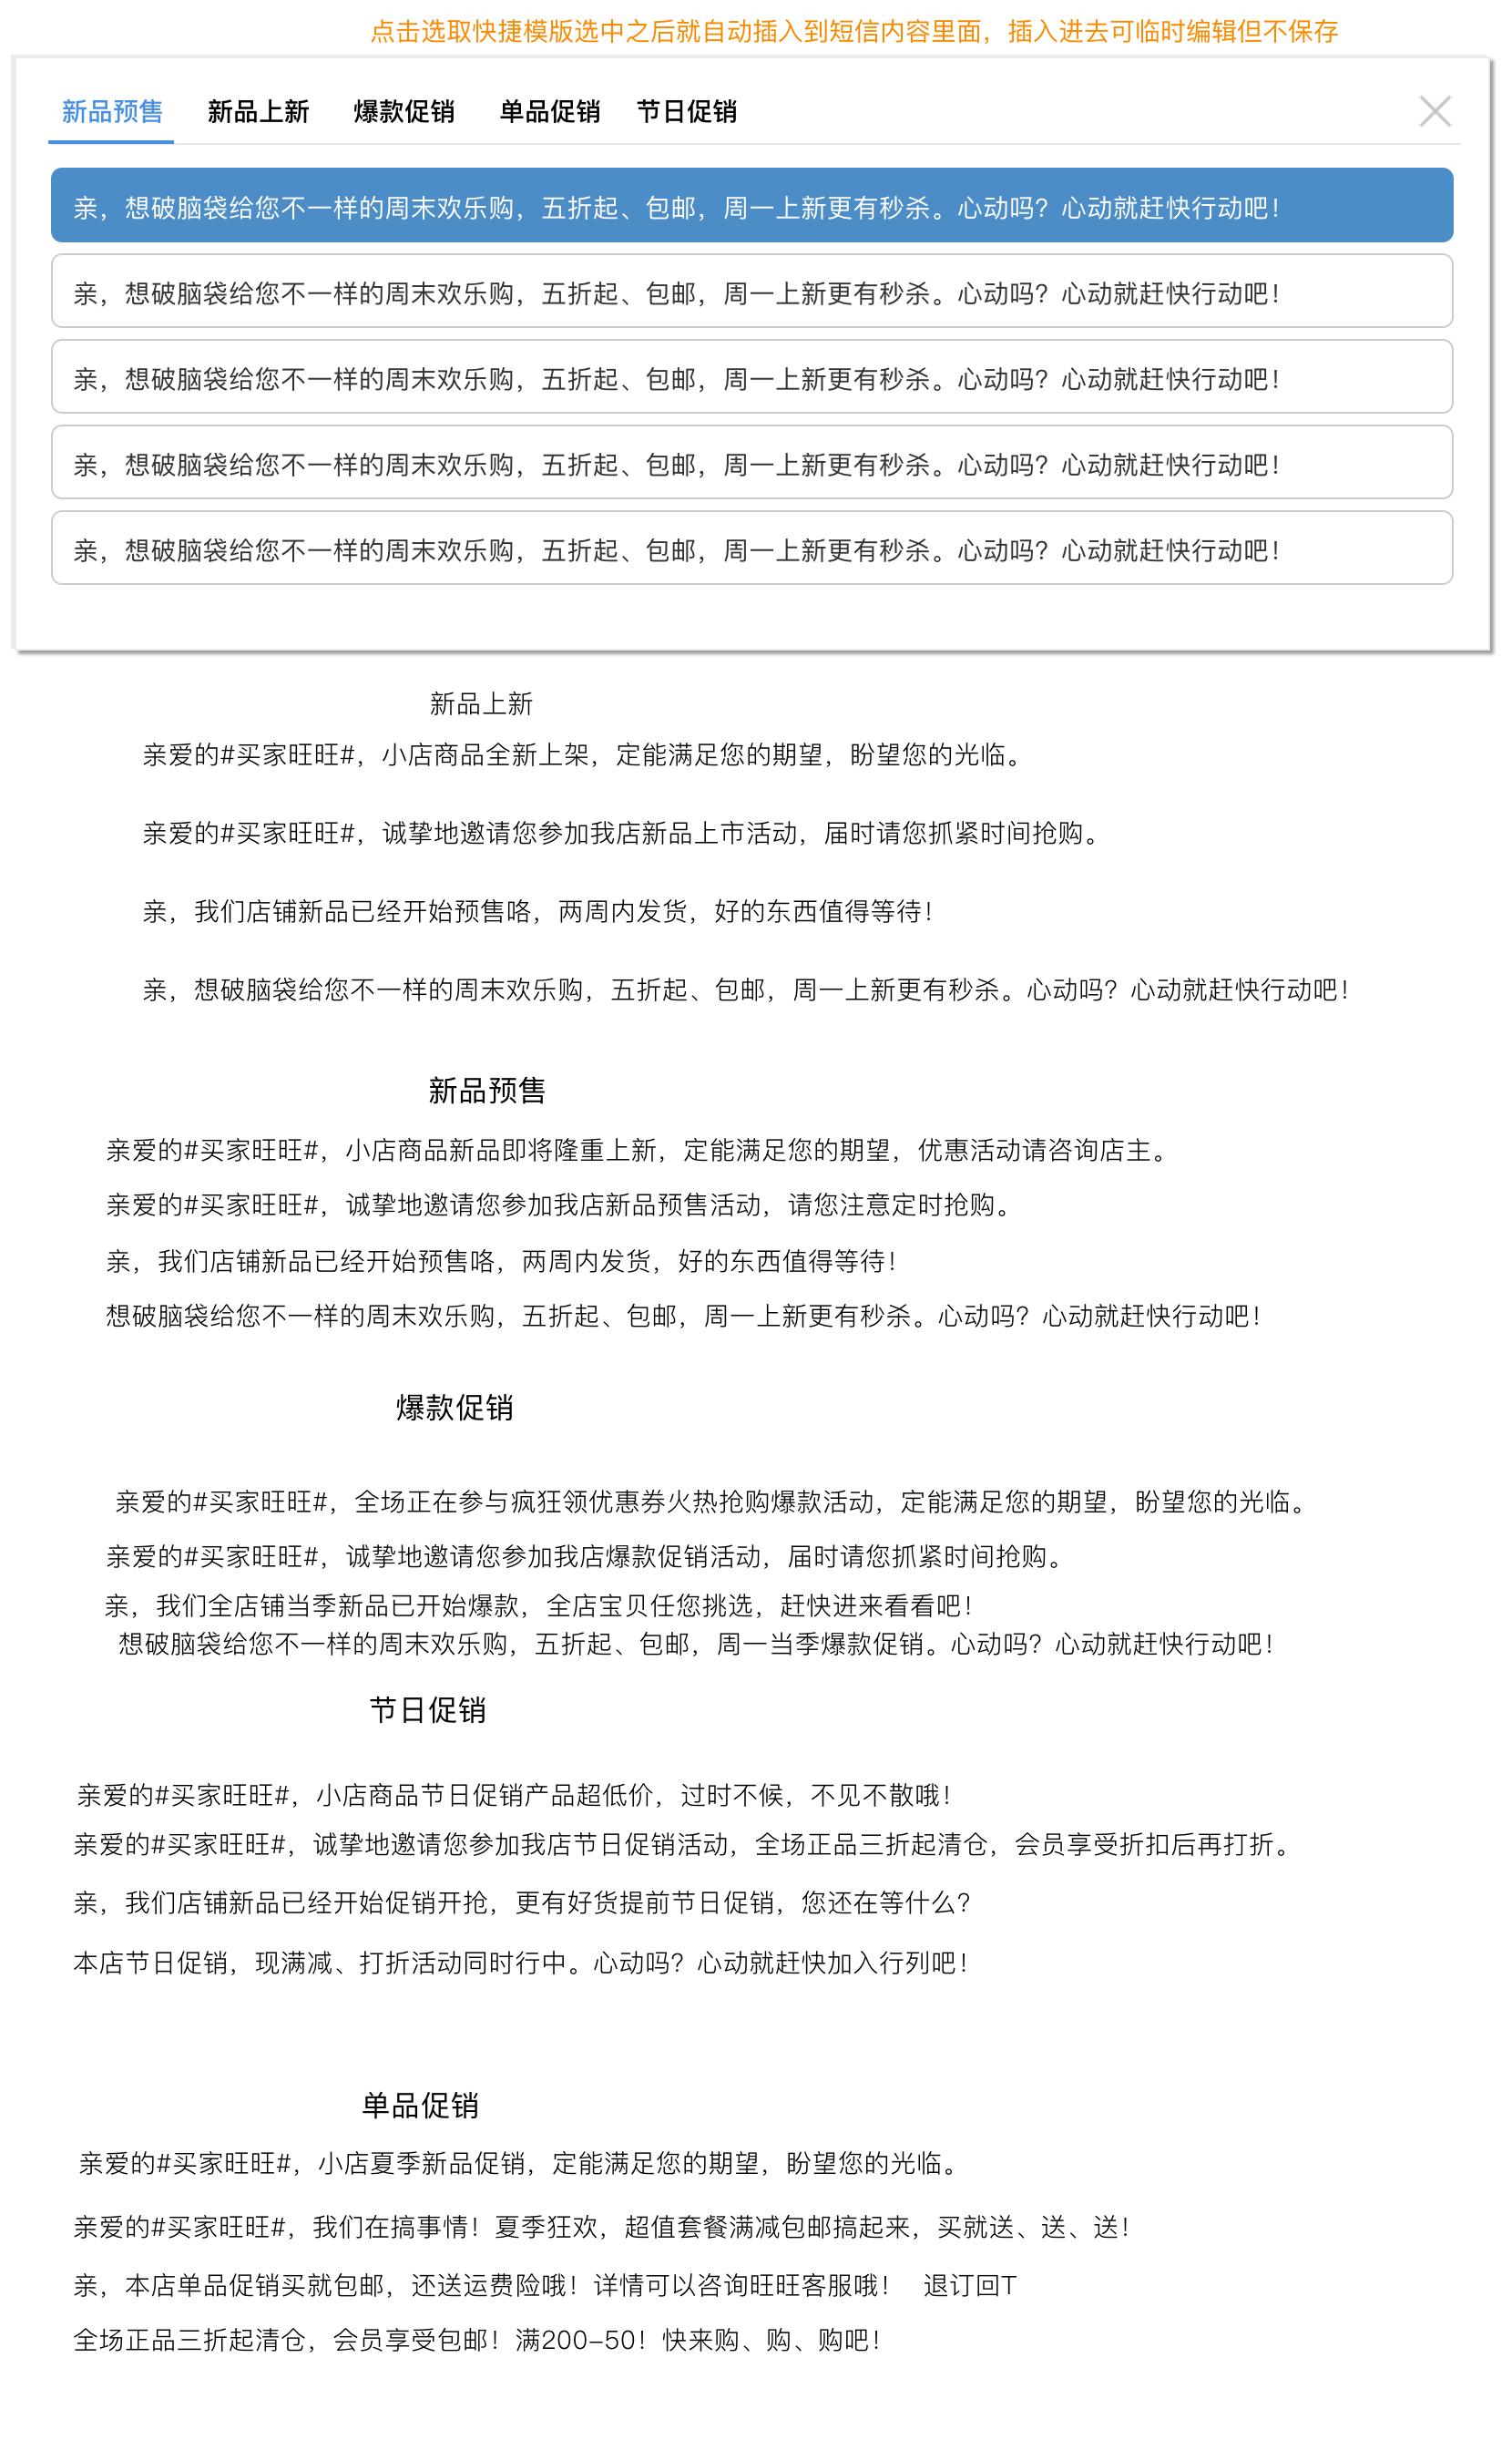 点击选取快捷模版选中之后就自动插入到短信内容里面，插入进去可临时编辑但不保存
新品预售 新品上新 爆款促销 单品促销 节日促销
亲，想破脑袋给您不一样的周末欢乐购，五折起、包邮，周一上新更有秒杀。心动吗？心动就赶快行动吧！
亲，想破脑袋给您不一样的周末欢乐购，五折起、包邮，周一上新更有秒杀。心动吗？心动就赶快行动吧！
亲，想破脑袋给您不一样的周末欢乐购，五折起、包邮，周一上新更有秒杀。心动吗？心动就赶快行动吧！
亲，想破脑袋给您不一样的周末欢乐购，五折起、包邮，周一上新更有秒杀。心动吗？心动就赶快行动吧！
亲，想破脑袋给您不一样的周末欢乐购，五折起、包邮，周一上新更有秒杀。心动吗？心动就赶快行动吧！
新品上新
亲爱的#买家旺旺#，小店商品全新上架，定能满足您的期望，盼望您的光临。
亲爱的#买家旺旺#，诚挚地邀请您参加我店新品上市活动，届时请您抓紧时间抢购。
亲，我们店铺新品已经开始预售咯，两周内发货，好的东西值得等待！
亲，想破脑袋给您不一样的周末欢乐购，五折起、包邮，周一上新更有秒杀。心动吗？心动就赶快行动吧！
新品预售
亲爱的#买家旺旺#，小店商品新品即将隆重上新，定能满足您的期望，优惠活动请咨询店主。
亲爱的#买家旺旺#，诚挚地邀请您参加我店新品预售活动，请您注意定时抢购。
亲，我们店铺新品已经开始预售咯，两周内发货，好的东西值得等待！
想破脑袋给您不一样的周末欢乐购，五折起、包邮，周一上新更有秒杀。心动吗？心动就赶快行动吧！
爆款促销
亲爱的#买家旺旺#，全场正在参与疯狂领优惠券火热抢购爆款活动，定能满足您的期望，盼望您的光临。
亲爱的#买家旺旺#，诚挚地邀请您参加我店爆款促销活动，届时请您抓紧时间抢购。
亲，我们全店铺当季新品已开始爆款，全店宝贝任您挑选，赶快进来看看吧！
想破脑袋给您不一样的周末欢乐购，五折起、包邮，周一当季爆款促销。心动吗？心动就赶快行动吧！
节日促销
亲爱的#买家旺旺#，小店商品节日促销产品超低价，过时不候，不见不散哦！
亲爱的#买家旺旺#，诚挚地邀请您参加我店节日促销活动，全场正品三折起清仓，会员享受折扣后再打折。
亲，我们店铺新品已经开始促销开抢，更有好货提前节日促销，您还在等什么？
本店节日促销，现满减、打折活动同时行中。心动吗？心动就赶快加入行列吧！
单品促销
亲爱的#买家旺旺#，小店夏季新品促销，定能满足您的期望，盼望您的光临。
亲爱的#买家旺旺#，我们在搞事情！夏季狂欢，超值套餐满减包邮搞起来，买就送、送、送！
亲，本店单品促销买就包邮，还送运费险哦！详情可以咨询旺旺客服哦！ 退订回T
全场正品三折起清仓，会员享受包邮！满200-50！快来购、购、购吧！